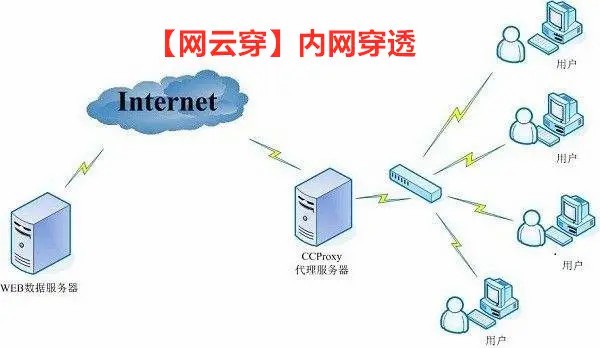 【网云穿】内网穿透
Internet
用户
用户
用户
用户
CCProxy
代理服务器
WEB数据服务器